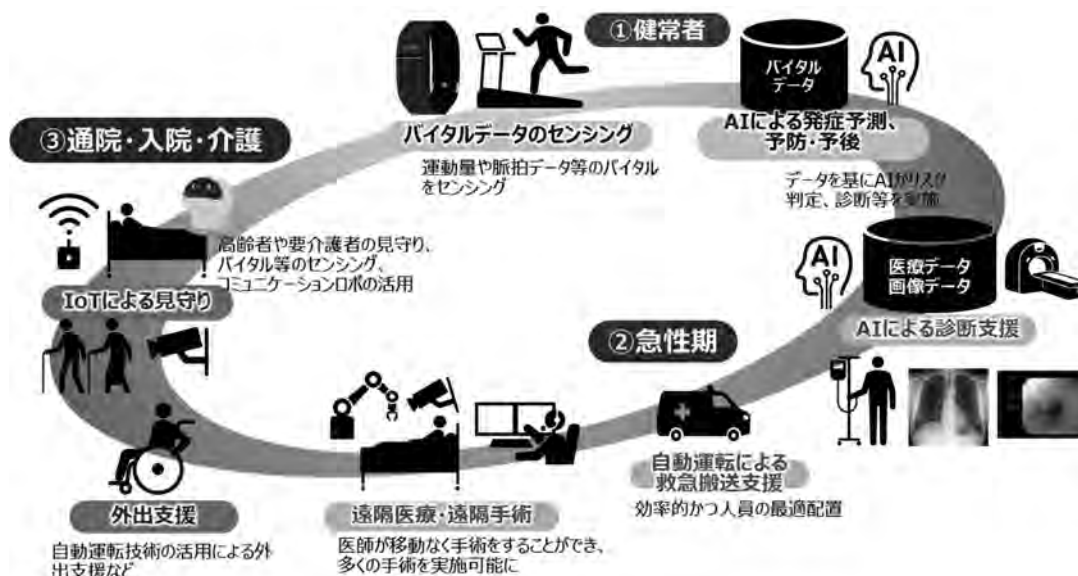 ①健常者
バイタル
データ
AI
バイタルデータのセンシング
運動量や脈拍データ等のバイタル
をセンシング
AIによる発症予測、
予防・予後
データを基にAIがリスク
判定、診断等を実施
AI
医療データ
画像データ
AIによる診断支援
②急性期
自動運転による
救急搬送支援
効率的かつ人員の最適配置
遠隔医療・遠隔手術
医師が移動なく手術をすることができ、
多くの手術を実施可能に
③通院・入院・介護
高齢者や要介護者の見守り、
バイタル等のセンシング、
コミュニケーションロボの活用
IoTによる見守り
外出支援
自動運転技術の活用による外
出支援など